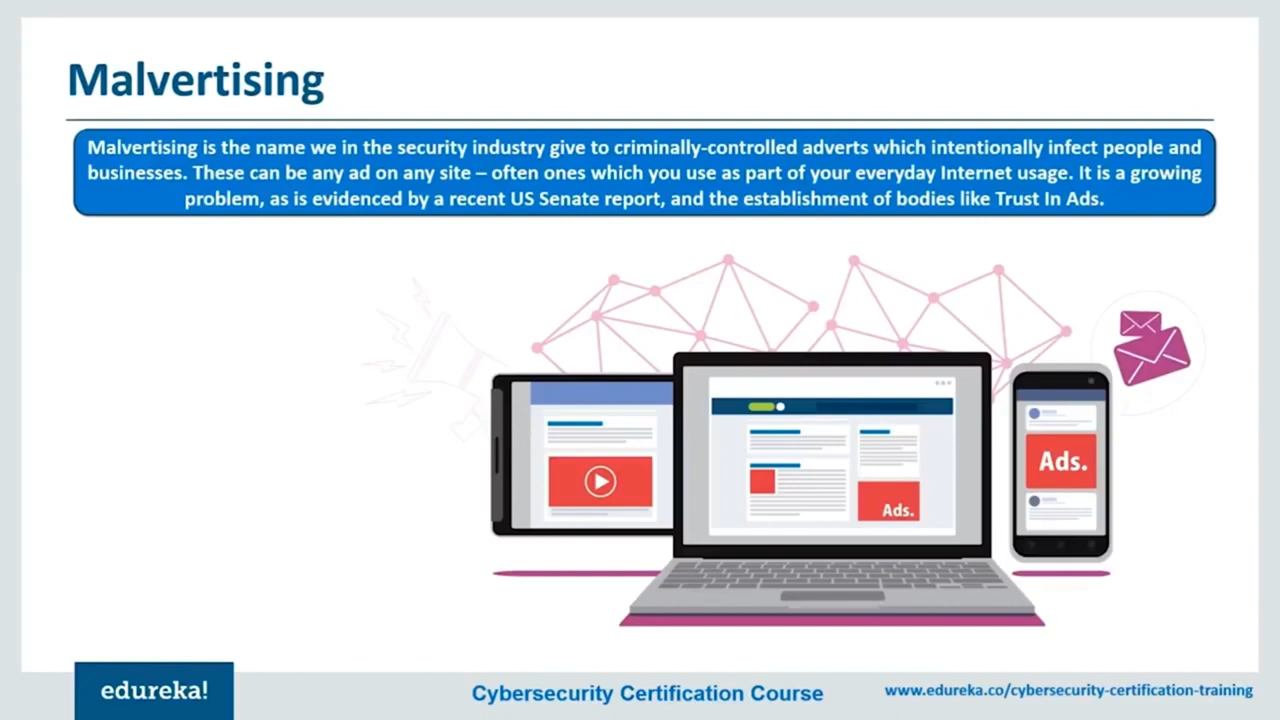 Malvertising
Malvertising is the name we in the security industry give to criminally-controlled adverts which intentionally infect people and
businesses. These can be any ad on any site – often ones which you use as part of your everyday Internet usage. It is a growing
problem, as is evidenced by a recent US Senate report, and the establishment of bodies like Trust In Ads.
Ads.
Ads.
edureka!
Cybersecurity Certification Course
www.edureka.co/cybersecurity-certification-training